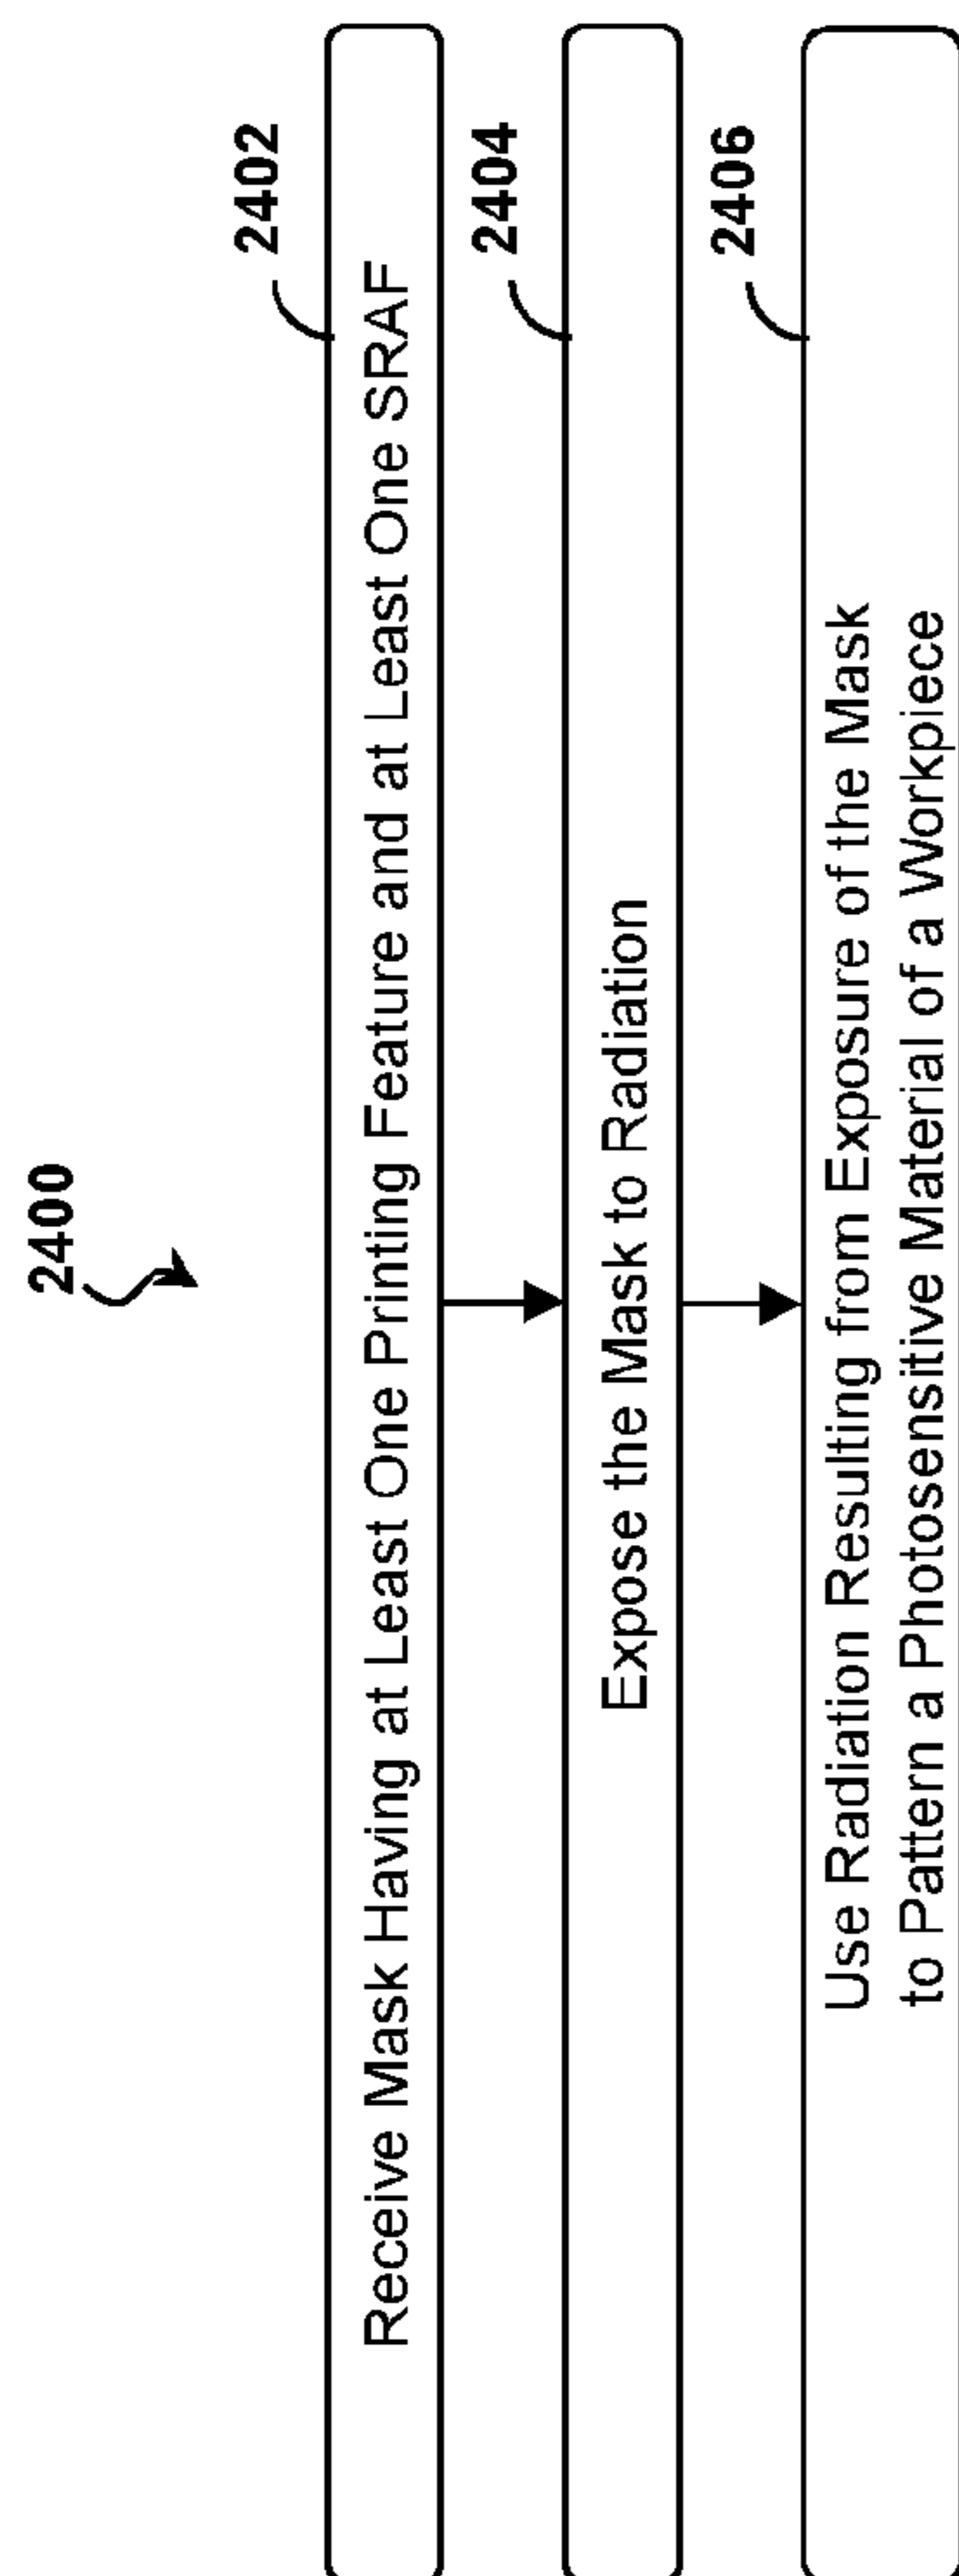 2400
2402
Receive Mask Having at Least One Printing Feature and at Least One SRAF
2404
Expose the Mask to Radiation
2406
Use Radiation Resulting from Exposure of the Mask
to Pattern a Photosensitive Material of a Workpiece